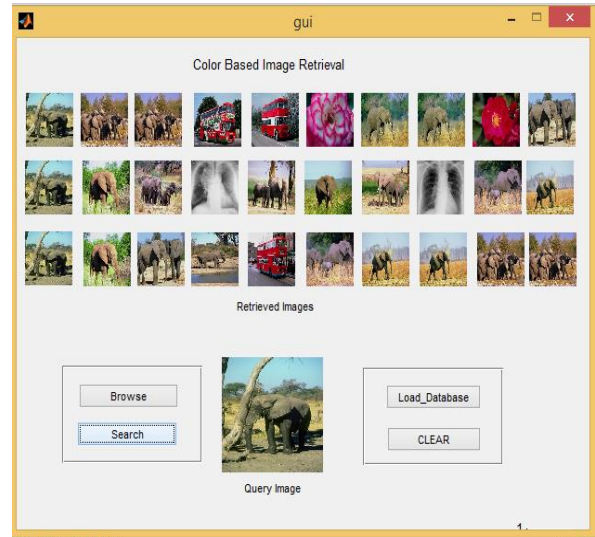 gui
Color Based Image Retrieval
Retrieved Images
Browse
Load_Database
Search
CLEAR
Query Image